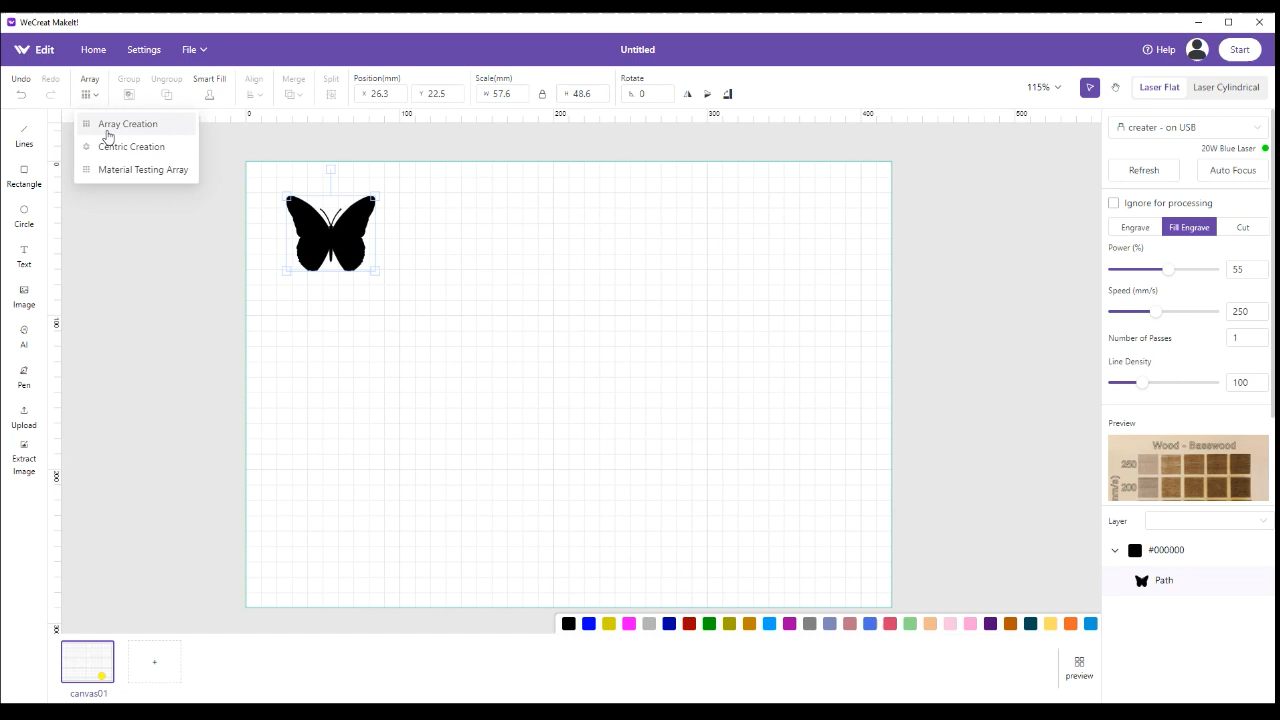 WeCreat MakeIt!
Edit Home Settings File Untitled Help Start
Undo Redo Array Group Ungroup Smart Fill Align Merge Split Position(mm) Scale(mm) Rotate
X 26.3 Y 22.5 W 57.6 H 48.6 0 115% Laser Flat Laser Cylindrical
0 100 200 300 400 500
Array Creation
Centric Creation
Material Testing Array
Lines
Rectangle
Circle
Text
Image
AI
Pen
Upload
Extract
Image
0
100
200
creater - on USB
20W Blue Laser
Refresh Auto Focus
Ignore for processing
Engrave Fill Engrave Cut
Power (%)
55
Speed (mm/s)
250
Number of Passes 1
Line Density
100
Preview
Wood - Basswood
250
200
(mm/s)
Layer
#000000
Path
+
canvas01
preview